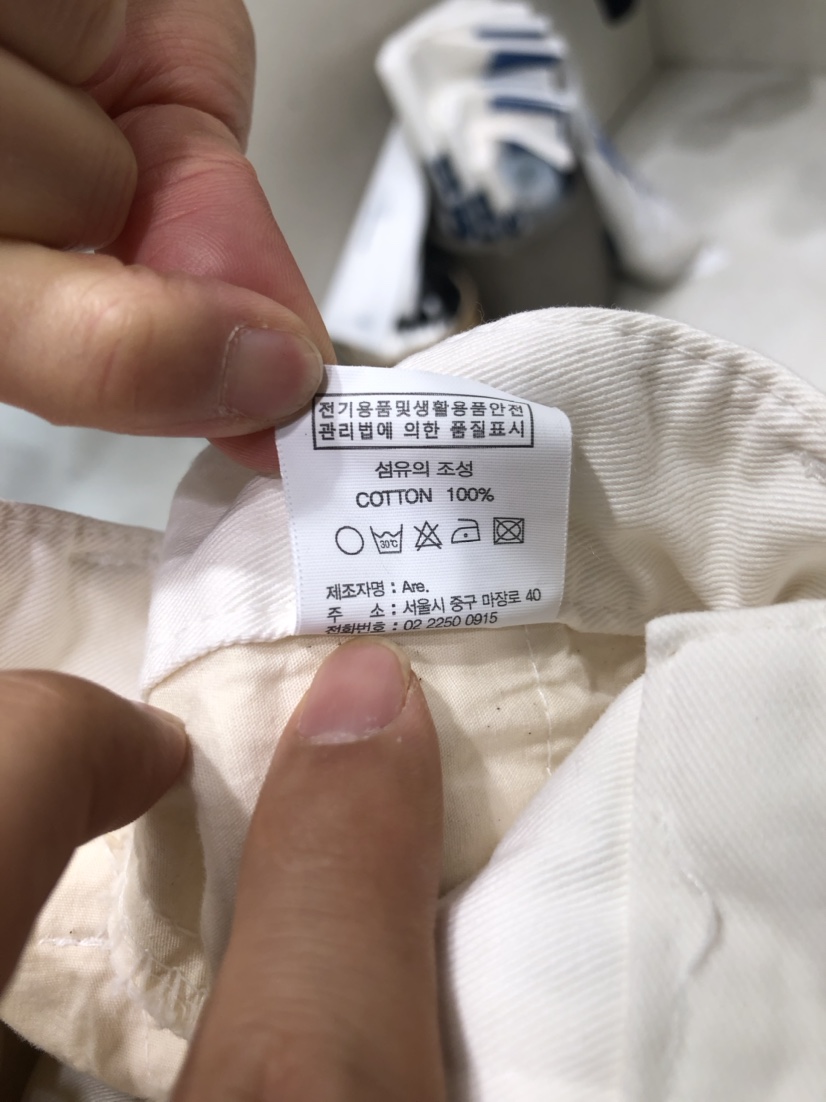 전기용품및생활용품안전
관리법에 의한 품질표시
섬유의 조성
COTTON 100%
30℃
제조자명 : Are.
주 소 : 서울시 중구 마장로 40
전화번호 : 02 2250 0915